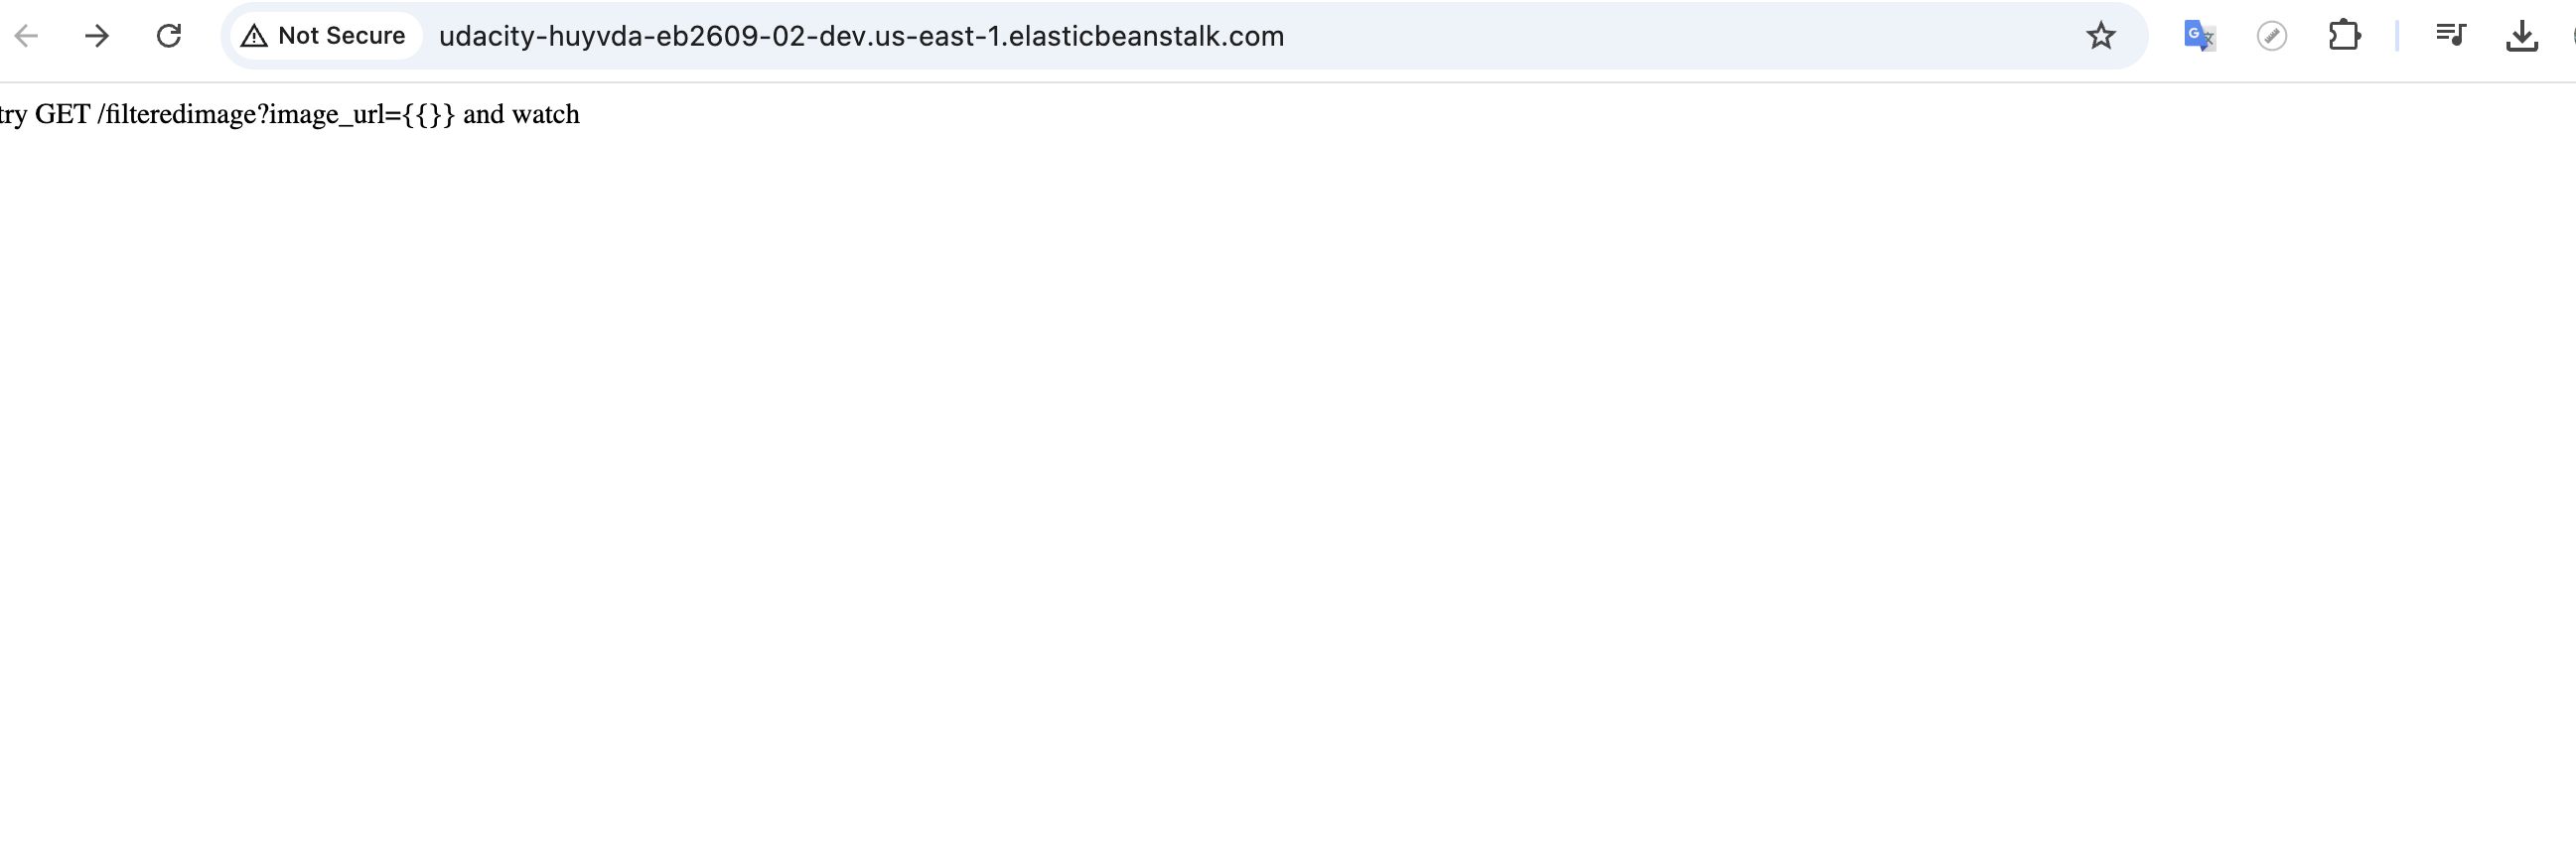 Not Secure udacity-huyvda-eb2609-02-dev.us-east-1.elasticbeanstalk.com
try GET /filteredimage?image_url={{}} and watch